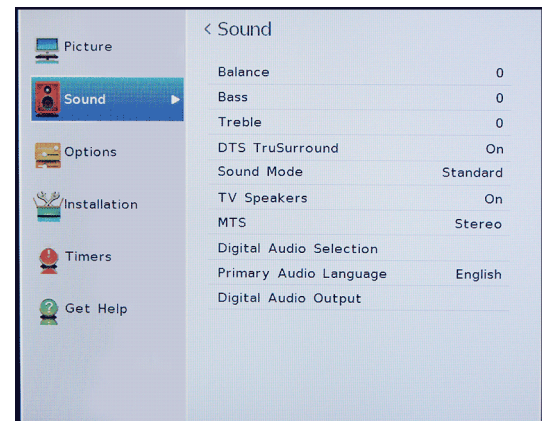 Picture
Sound
Options
Installation
Timers
Get Help
< Sound
Balance 0
Bass 0
Treble 0
DTS TruSurround On
Sound Mode Standard
TV Speakers On
MTS Stereo
Digital Audio Selection
Primary Audio Language English
Digital Audio Output